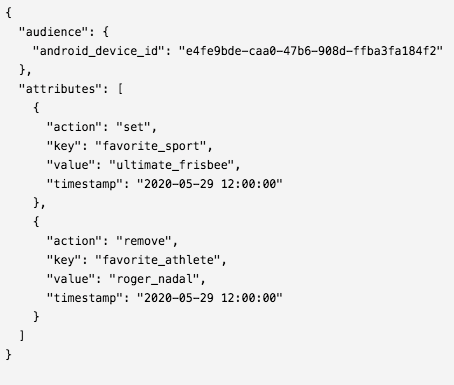 {
  "audience": {
    "android_device_id": "e4fe9bde-caa0-47b6-908d-ffba3fa184f2"
  },
  "attributes": [
    {
      "action": "set",
      "key": "favorite_sport",
      "value": "ultimate_frisbee",
      "timestamp": "2020-05-29 12:00:00"
    },
    {
      "action": "remove",
      "key": "favorite_athlete",
      "value": "roger_nadal",
      "timestamp": "2020-05-29 12:00:00"
    }
  ]
}